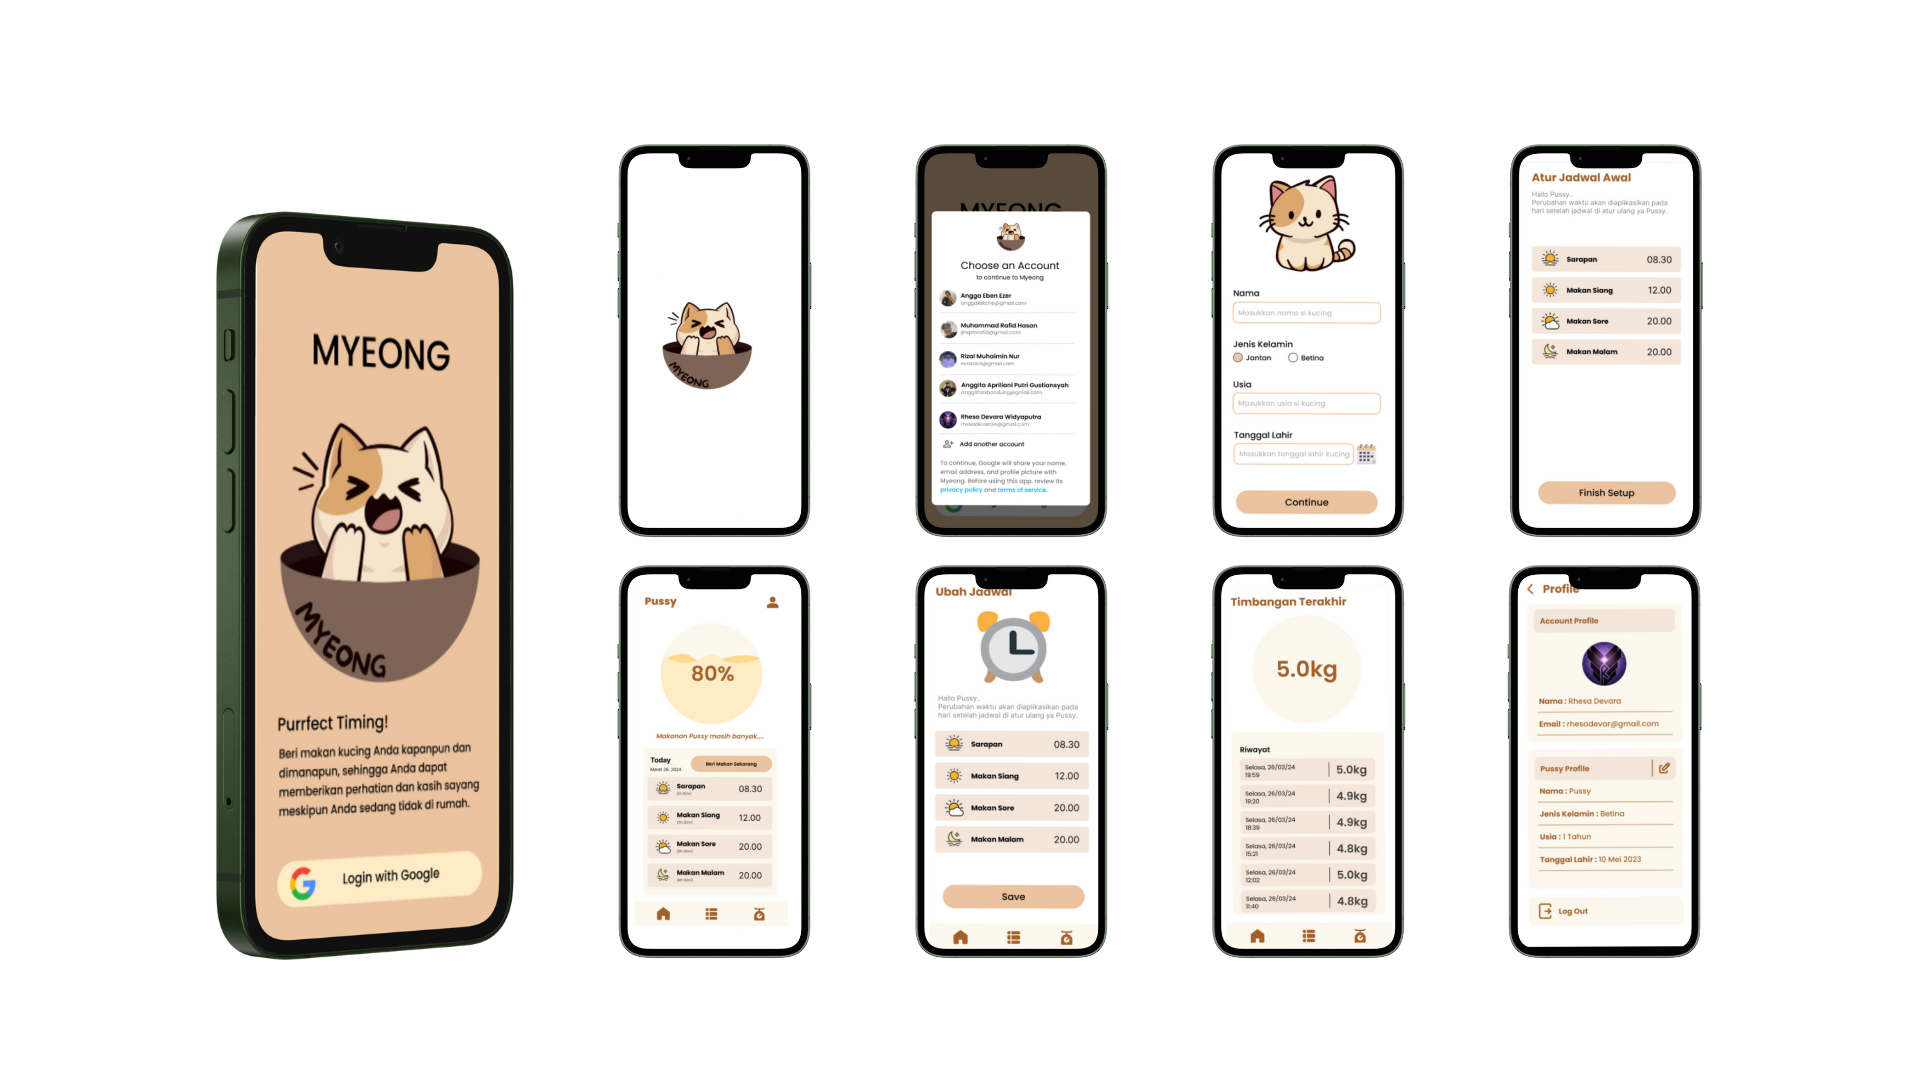 MYEONG
MYEONG
Purrfect Timing!
Beri makan kucing Anda kapanpun dan
dimanapun, sehingga Anda dapat
memberikan perhatian dan kasih sayang
meskipun Anda sedang tidak di rumah.
Login with Google
MYEONG
MYEONG
Choose an Account
to continue to Myeong
Angga Eben Ezer
Muhammad Rafid Hasan
Rizal Muhaimin Nur
Anggita Apriliani Putri Gustiansyah
Rhesa Devara Widyaputra
Add another account
To continue, Google will share your name,
email address, and profile picture with
Myeong. Before using this app, review its
privacy policy and terms of service.
Nama
Masukkan nama si kucing
Jenis Kelamin
Jantan Betina
Usia
Masukkan usia si kucing
Tanggal Lahir
Masukkan tanggal lahir kucing
Continue
Atur Jadwal Awal
Hallo Pussy..
Perubahan waktu akan diaplikasikan pada
hari setelah jadwal di atur ulang ya Pussy.
Sarapan 08.30
Makan Siang 12.00
Makan Sore 20.00
Makan Malam 20.00
Finish Setup
Pussy
80%
Makanan Pussy masih banyak....
Today
Maret 26, 2024
Beri Makan Sekarang
Sarapan 08.30
Makan Siang 12.00
Makan Sore 20.00
Makan Malam 20.00
Ubah Jadwal
Hallo Pussy..
Perubahan waktu akan diaplikasikan pada
hari setelah jadwal di atur ulang ya Pussy.
Sarapan 08.30
Makan Siang 12.00
Makan Sore 20.00
Makan Malam 20.00
Save
Timbangan Terakhir
5.0kg
Riwayat
Selasa, 26/03/24
19:59
5.0kg
Selasa, 26/03/24
19:20
4.9kg
Selasa, 26/03/24
18:39
4.9kg
Selasa, 26/03/24
15:21
4.8kg
Selasa, 26/03/24
12:02
5.0kg
Selasa, 26/03/24
11:40
4.8kg
Profile
Account Profile
Nama : Rhesa Devara
Email : rhesadevar@gmail.com
Pussy Profile
Nama : Pussy
Jenis Kelamin : Betina
Usia : 1 Tahun
Tanggal Lahir : 10 Mei 2023
Log Out